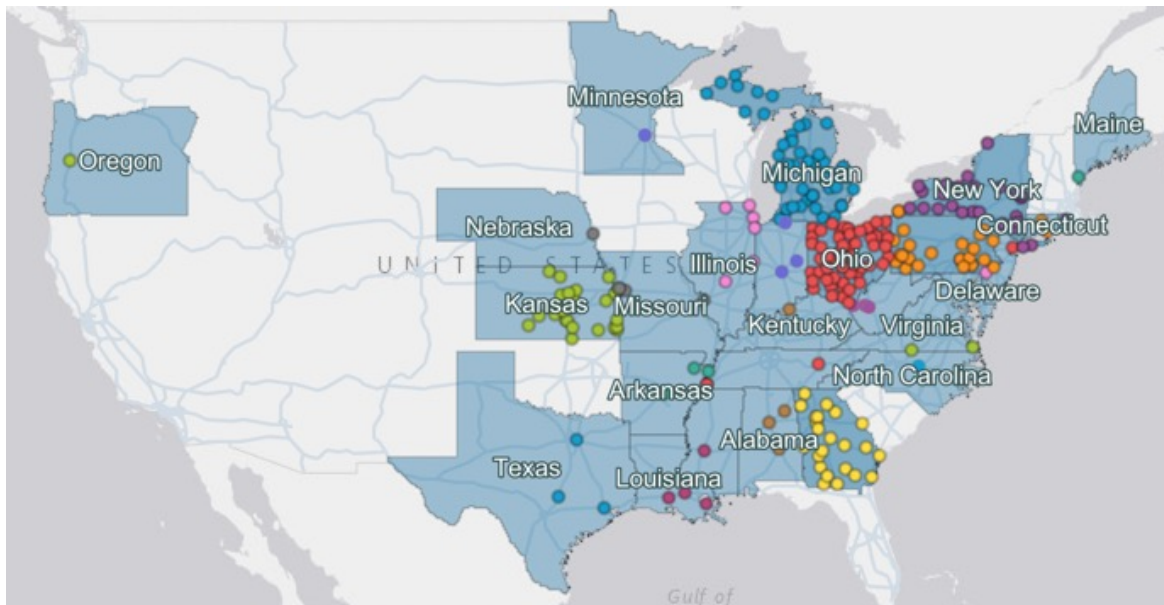 Minnesota
Maine
Oregon
Michigan
New York
Nebraska
Connecticut
UNITED STATES
Illinois
Ohio
Kansas
Missouri
Delaware
Kentucky
Virginia
Arkansas
North Carolina
Alabama
Texas
Louisiana
Gulf of